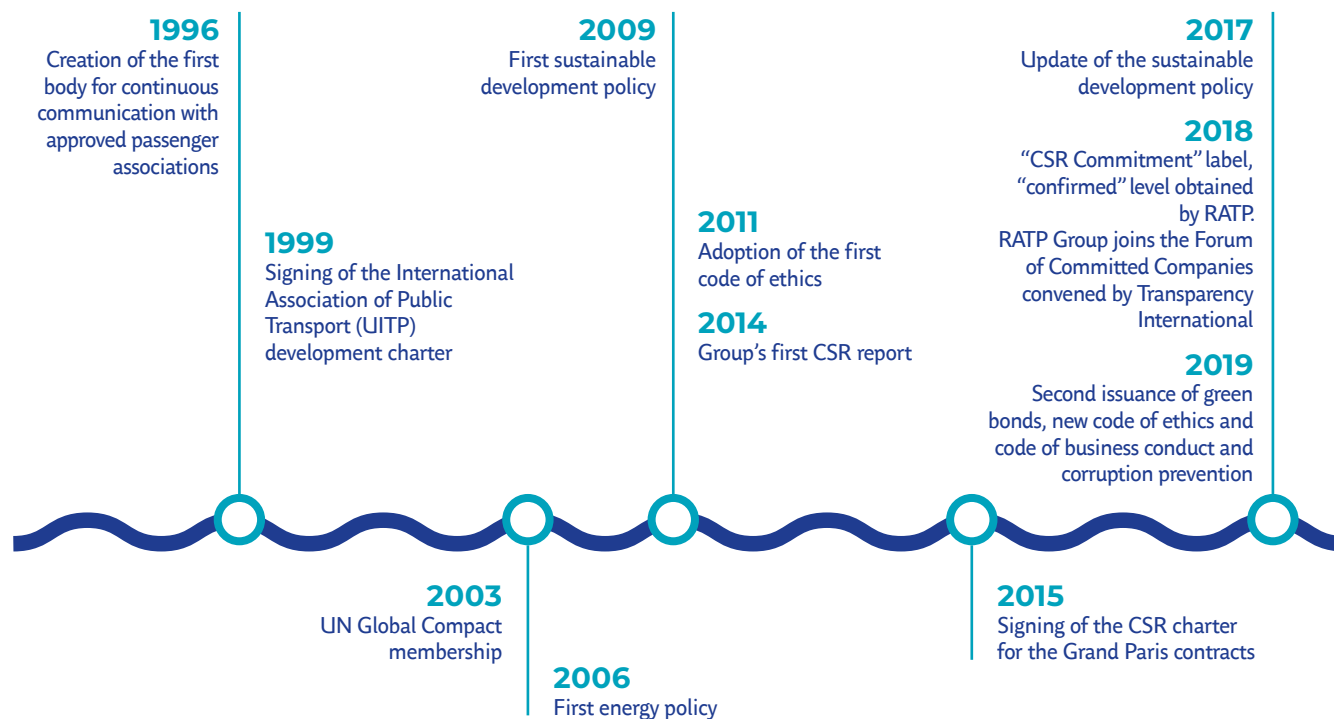 1996
Creation of the first
body for continuous
communication with
approved passenger
associations
1999
Signing of the International
Association of Public
Transport (UITP)
development charter
2003
UN Global Compact
membership
2006
First energy policy
2009
First sustainable
development policy
2011
Adoption of the first
code of ethics
2014
Group’s first CSR report
2015
Signing of the CSR charter
for the Grand Paris contracts
2017
Update of the sustainable
development policy
2018
“CSR Commitment” label,
“confirmed” level obtained
by RATP.
RATP Group joins the Forum
of Committed Companies
convened by Transparency
International
2019
Second issuance of green
bonds, new code of ethics and
code of business conduct and
corruption prevention